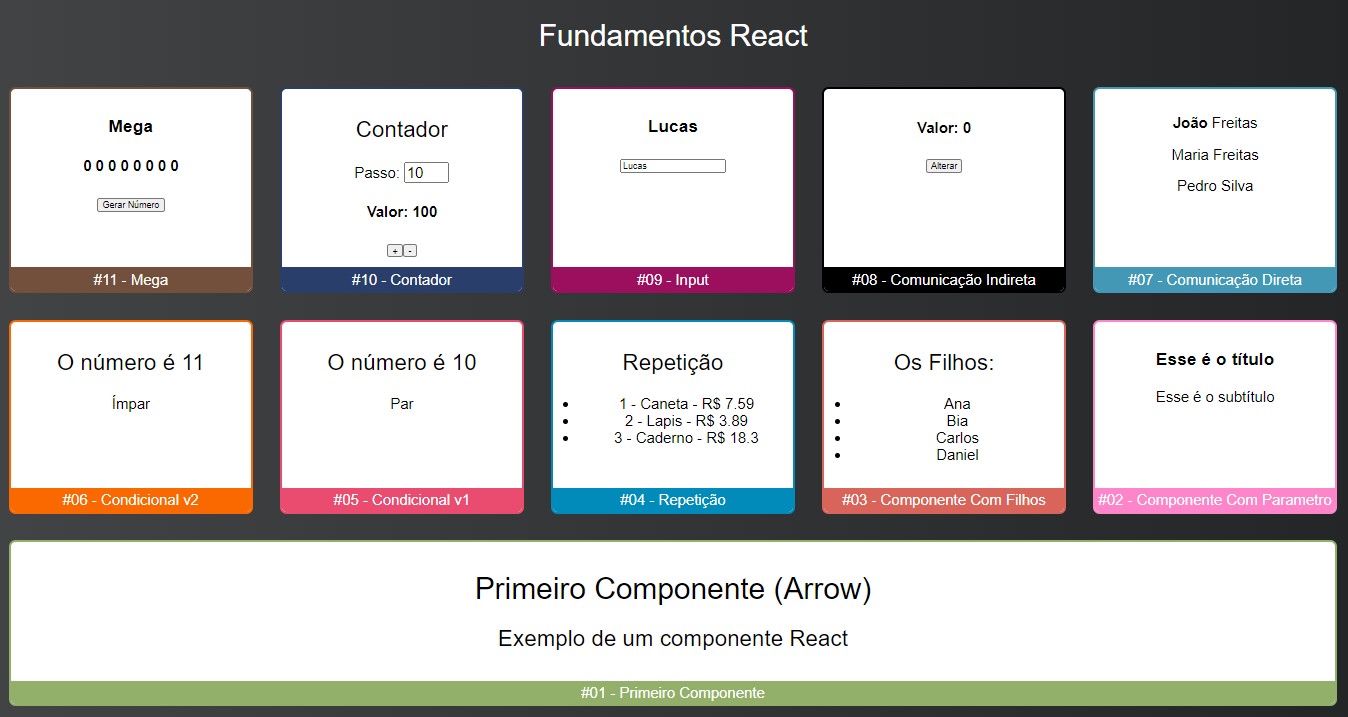 Fundamentos React
Mega
0 0 0 0 0 0 0 0
Gerar Número
#11 - Mega
Contador
Passo: 10
Valor: 100
+ -
#10 - Contador
Lucas
Lucas
#09 - Input
Valor: 0
Alterar
#08 - Comunicação Indireta
João Freitas
Maria Freitas
Pedro Silva
#07 - Comunicação Direta
O número é 11
Ímpar
#06 - Condicional v2
O número é 10
Par
#05 - Condicional v1
Repetição
1 - Caneta - R$ 7.59
2 - Lapis - R$ 3.89
3 - Caderno - R$ 18.3
#04 - Repetição
Os Filhos:
Ana
Bia
Carlos
Daniel
#03 - Componente Com Filhos
Esse é o título
Esse é o subtítulo
#02 - Componente Com Parametro
Primeiro Componente (Arrow)
Exemplo de um componente React
#01 - Primeiro Componente